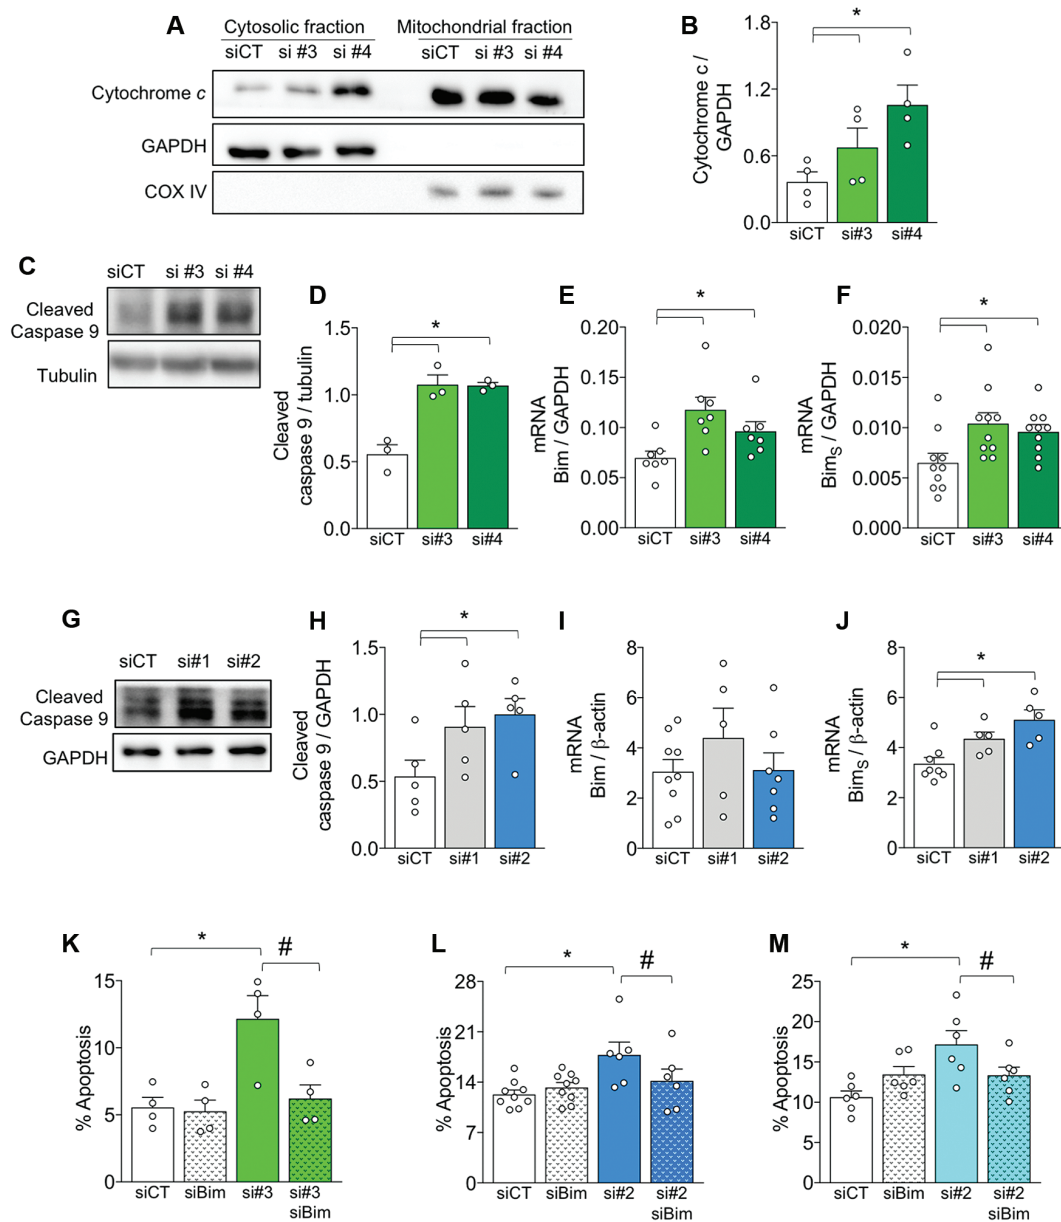 A
Cytosolic fraction
Mitochondrial fraction
siCT si #3 si #4
siCT si #3 si #4
Cytochrome c
GAPDH
COX IV
B
*
Cytochrome c /
GAPDH
1.8
1.2
0.6
0.0
siCT si#3 si#4
C
siCT si #3 si #4
Cleaved
Caspase 9
Tubulin
D
*
Cleaved
caspase 9 / tubulin
1.5
1.0
0.5
0.0
siCT si#3 si#4
E
*
mRNA
Bim / GAPDH
0.20
0.15
0.10
0.05
0.00
siCT si#3 si#4
F
*
mRNA
BimS / GAPDH
0.020
0.015
0.010
0.005
0.000
siCT si#3 si#4
G
siCT si#1 si#2
Cleaved
Caspase 9
GAPDH
H
*
Cleaved
caspase 9 / GAPDH
1.5
1.0
0.5
0.0
siCT si#1 si#2
I
mRNA
Bim / β-actin
8
6
4
2
0
siCT si#1 si#2
J
*
mRNA
BimS / β-actin
8
6
4
2
0
siCT si#1 si#2
K
* #
% Apoptosis
15
10
5
0
siCT siBim si#3 si#3
siBim
L
* #
% Apoptosis
28
21
14
7
0
siCT siBim si#2 si#2
siBim
M
* #
% Apoptosis
25
20
15
10
5
0
siCT siBim si#2 si#2
siBim